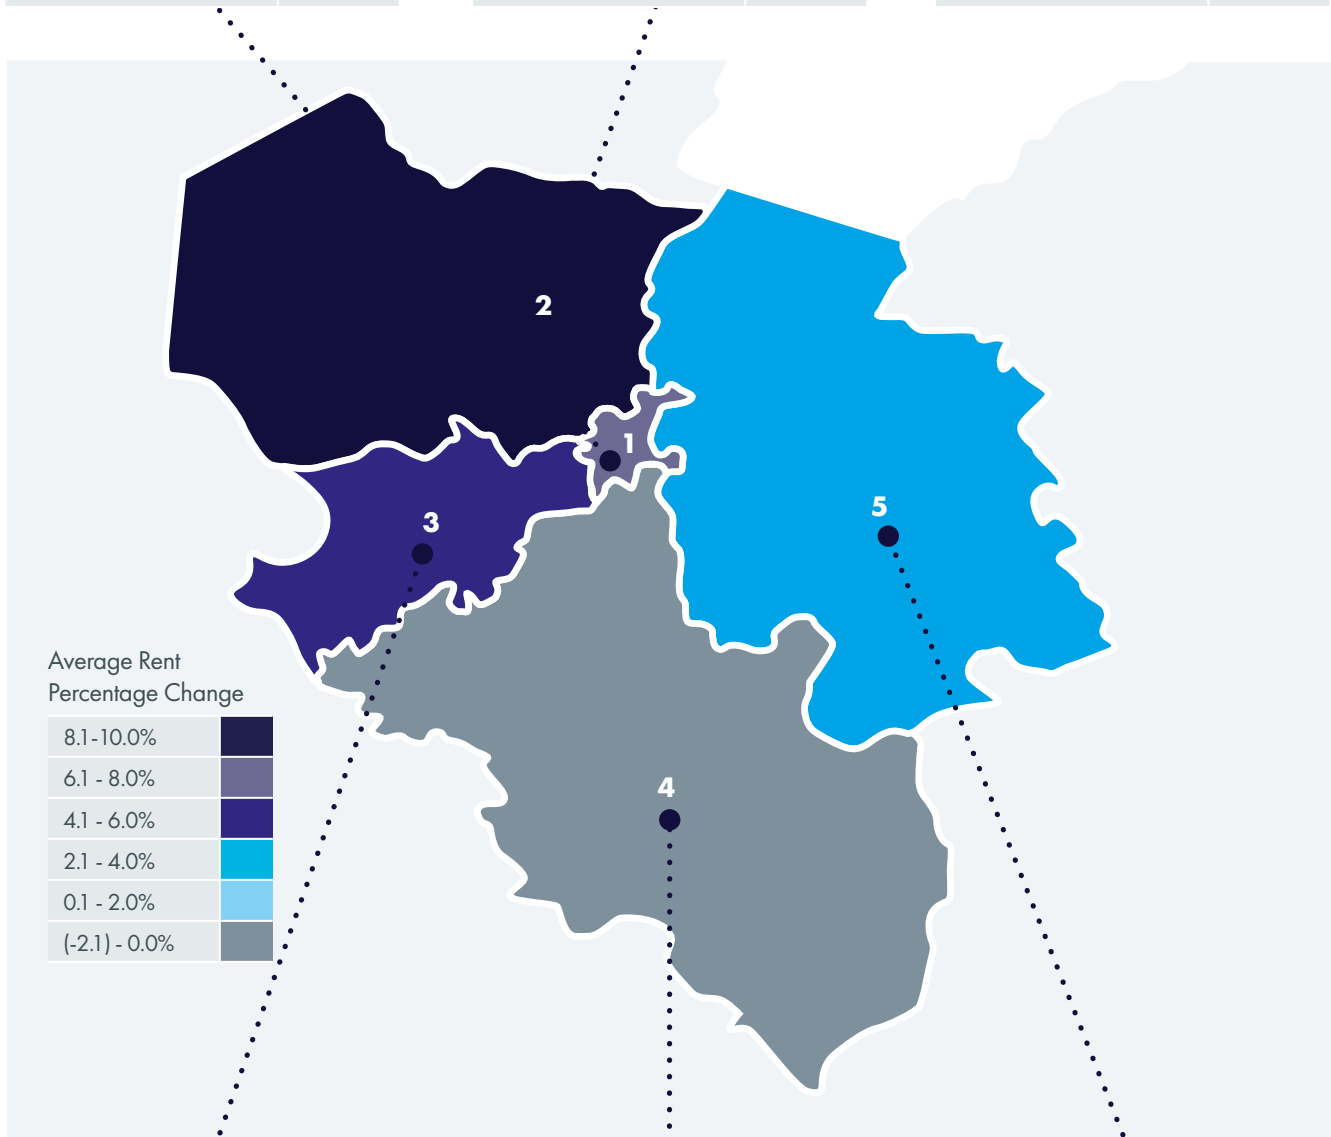 2
1
3
5
4
Average Rent
Percentage Change
8.1-10.0%
6.1 - 8.0%
4.1 - 6.0%
2.1 - 4.0%
0.1 - 2.0%
(-2.1) - 0.0%